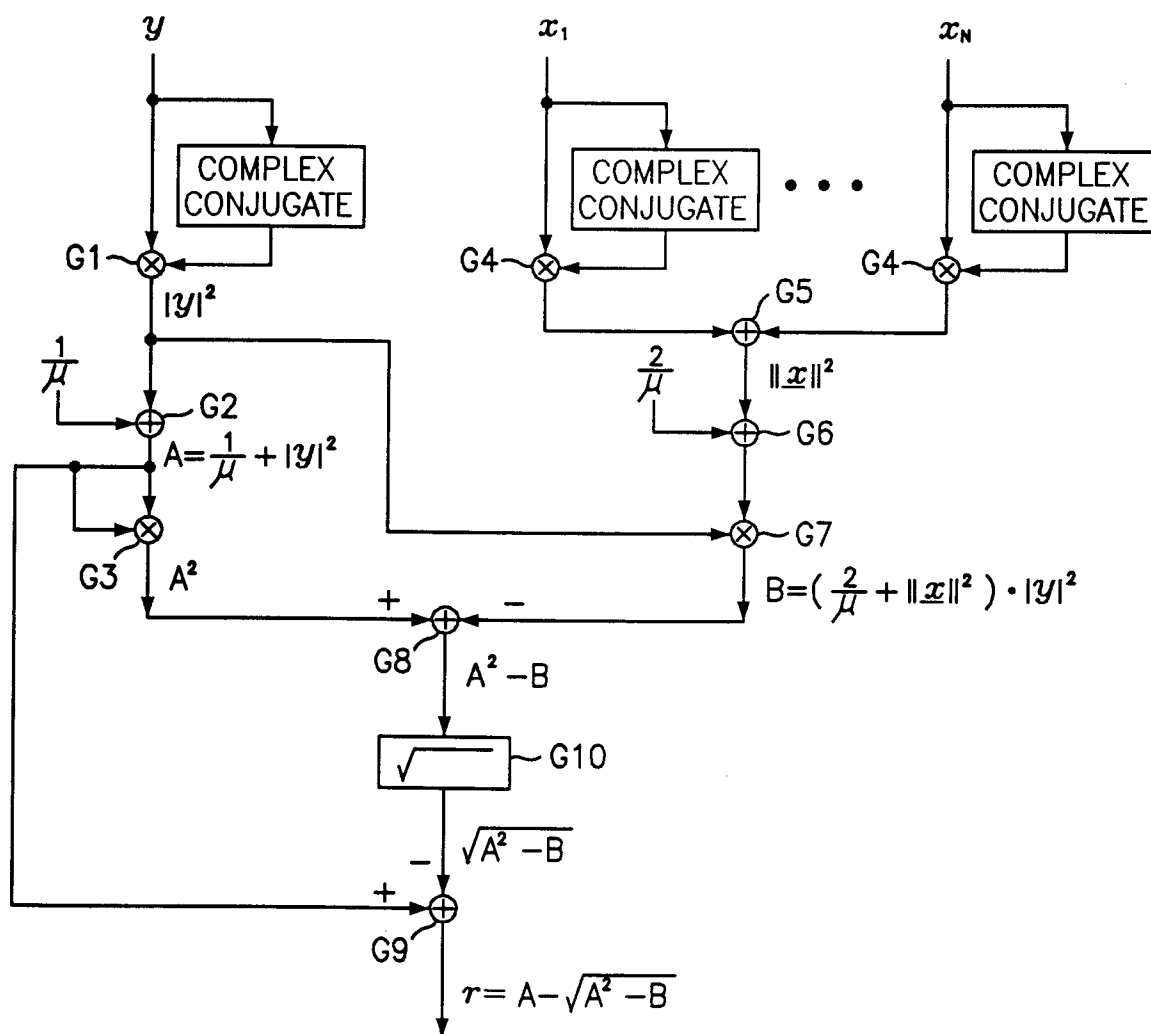 y
x₁
x_N
COMPLEX
CONJUGATE
COMPLEX
CONJUGATE
• • •
COMPLEX
CONJUGATE
G1
G4
G4
|y|²
G5
1/μ
2/μ
‖x‖²
G2
G6
A=1/μ+|y|²
G3
G7
A²
B=(2/μ+‖x‖²)·|y|²
+
−
G8
A²−B
√
G10
√A²−B
−
+
G9
r=A−√A²−B